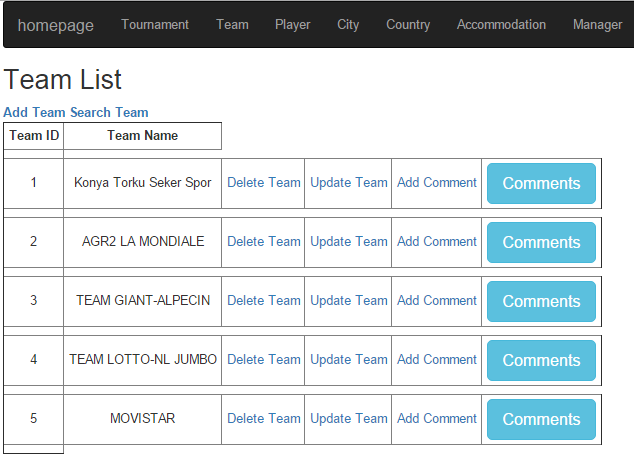 homepage Tournament Team Player City Country Accommodation Manager
Team List
Add Team Search Team
Team ID Team Name
1 Konya Torku Seker Spor Delete Team Update Team Add Comment Comments
2 AGR2 LA MONDIALE Delete Team Update Team Add Comment Comments
3 TEAM GIANT-ALPECIN Delete Team Update Team Add Comment Comments
4 TEAM LOTTO-NL JUMBO Delete Team Update Team Add Comment Comments
5 MOVISTAR Delete Team Update Team Add Comment Comments